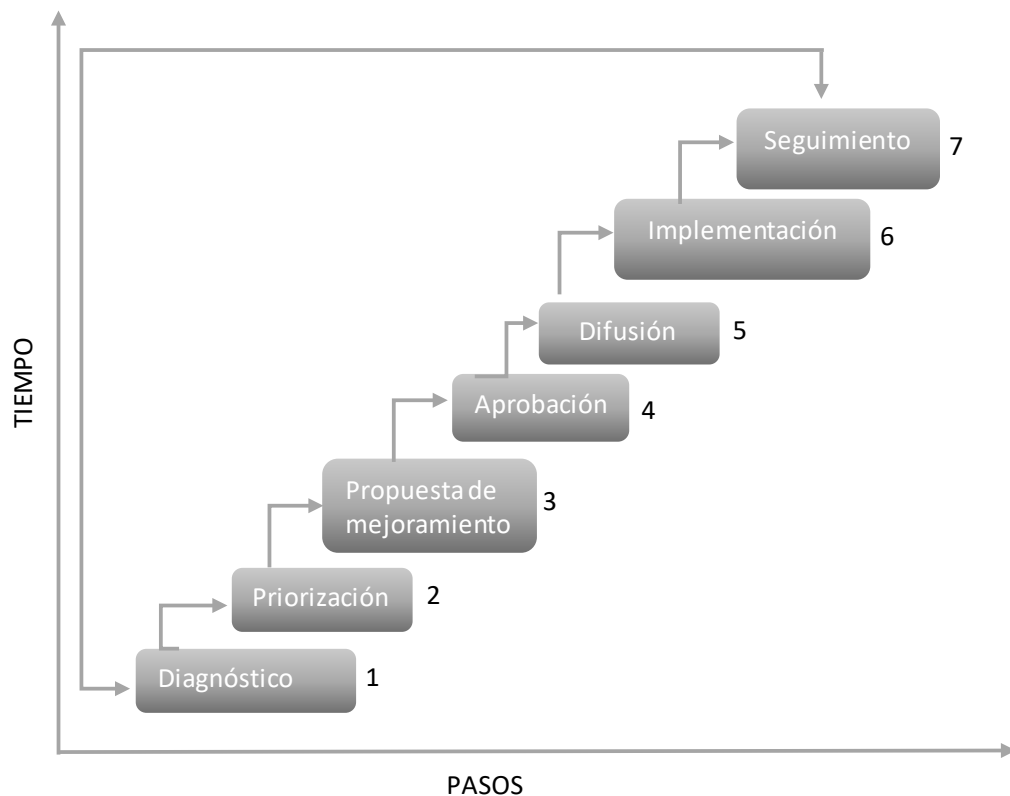 Seguimiento 7
Implementación 6
Difusión 5
Aprobación 4
Propuesta de
mejoramiento 3
Priorización 2
Diagnóstico 1
TIEMPO
PASOS